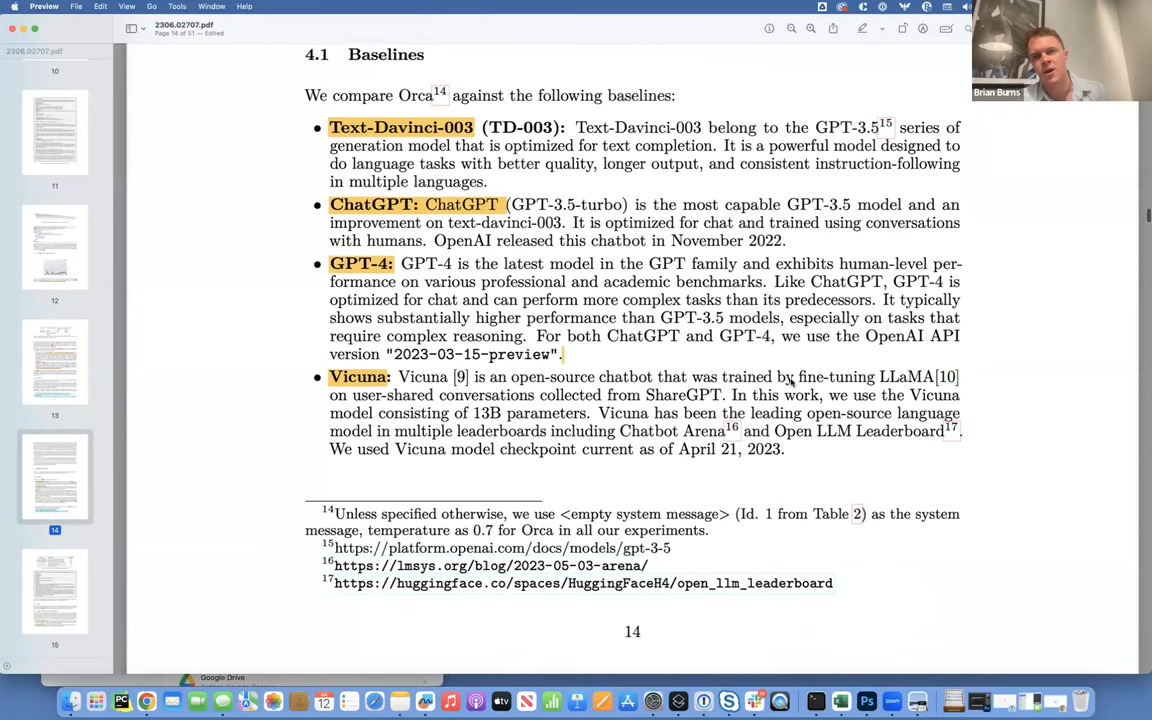 Preview File Edit View Go Tools Window Help
2306.02707.pdf
Page 14 of 51 — Edited
2306.02707.pdf
10
11
12
13
14
15
4.1 Baselines
We compare Orca14 against the following baselines:
• Text-Davinci-003 (TD-003): Text-Davinci-003 belong to the GPT-3.515 series of
generation model that is optimized for text completion. It is a powerful model designed to
do language tasks with better quality, longer output, and consistent instruction-following
in multiple languages.
• ChatGPT: ChatGPT (GPT-3.5-turbo) is the most capable GPT-3.5 model and an
improvement on text-davinci-003. It is optimized for chat and trained using conversations
with humans. OpenAI released this chatbot in November 2022.
• GPT-4: GPT-4 is the latest model in the GPT family and exhibits human-level per-
formance on various professional and academic benchmarks. Like ChatGPT, GPT-4 is
optimized for chat and can perform more complex tasks than its predecessors. It typically
shows substantially higher performance than GPT-3.5 models, especially on tasks that
require complex reasoning. For both ChatGPT and GPT-4, we use the OpenAI API
version "2023-03-15-preview".
• Vicuna: Vicuna [9] is an open-source chatbot that was trained by fine-tuning LLaMA[10]
on user-shared conversations collected from ShareGPT. In this work, we use the Vicuna
model consisting of 13B parameters. Vicuna has been the leading open-source language
model in multiple leaderboards including Chatbot Arena16 and Open LLM Leaderboard17.
We used Vicuna model checkpoint current as of April 21, 2023.
14Unless specified otherwise, we use <empty system message> (Id. 1 from Table 2) as the system
message, temperature as 0.7 for Orca in all our experiments.
15https://platform.openai.com/docs/models/gpt-3-5
16https://lmsys.org/blog/2023-05-03-arena/
17https://huggingface.co/spaces/HuggingFaceH4/open_llm_leaderboard
14
Brian Burns
Google Drive
12
tv
zoom